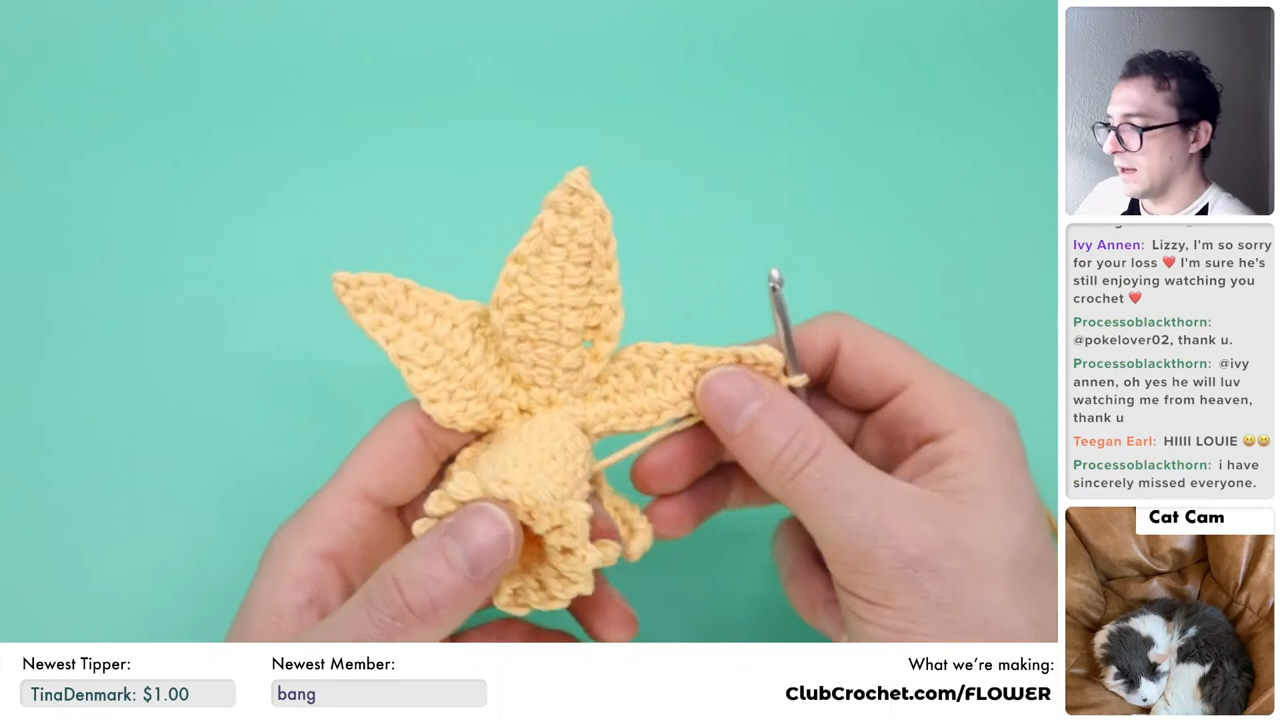 Ivy Annen: Lizzy, I'm so sorry
for your loss ❤️ I'm sure he's
still enjoying watching you
crochet ❤️
Processoblackthorn:
@pokelover02, thank u.
Processoblackthorn: @ivy
annen, oh yes he will luv
watching me from heaven,
thank u
Teegan Earl: HIIII LOUIE 😄😄
Processoblackthorn: i have
sincerely missed everyone.
Cat Cam
Newest Tipper:
TinaDenmark: $1.00
Newest Member:
bang
What we're making:
ClubCrochet.com/FLOWER